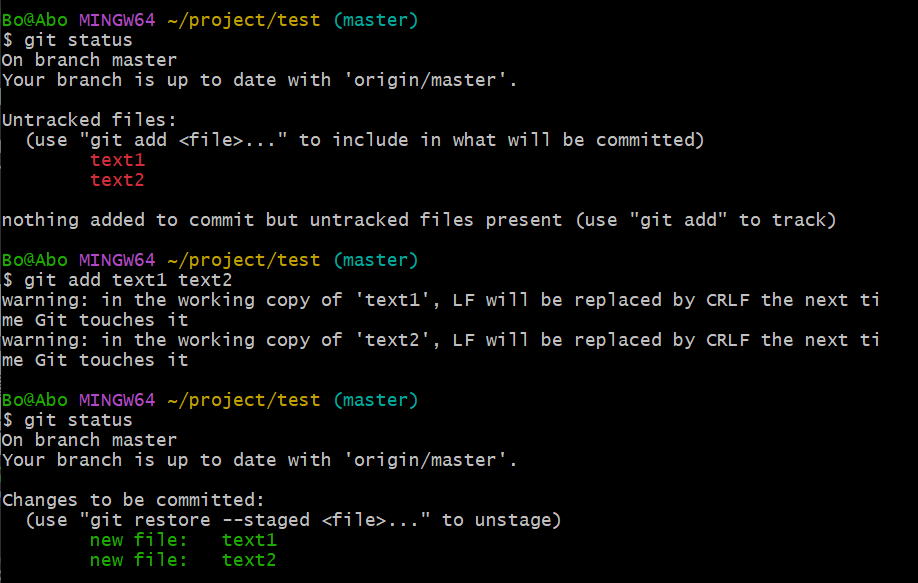 Bo@Abo MINGW64 ~/project/test (master)
$ git status
On branch master
Your branch is up to date with 'origin/master'.
Untracked files:
  (use "git add <file>..." to include in what will be committed)
        text1
        text2
nothing added to commit but untracked files present (use "git add" to track)
Bo@Abo MINGW64 ~/project/test (master)
$ git add text1 text2
warning: in the working copy of 'text1', LF will be replaced by CRLF the next ti
me Git touches it
warning: in the working copy of 'text2', LF will be replaced by CRLF the next ti
me Git touches it
Bo@Abo MINGW64 ~/project/test (master)
$ git status
On branch master
Your branch is up to date with 'origin/master'.
Changes to be committed:
  (use "git restore --staged <file>..." to unstage)
        new file:   text1
        new file:   text2